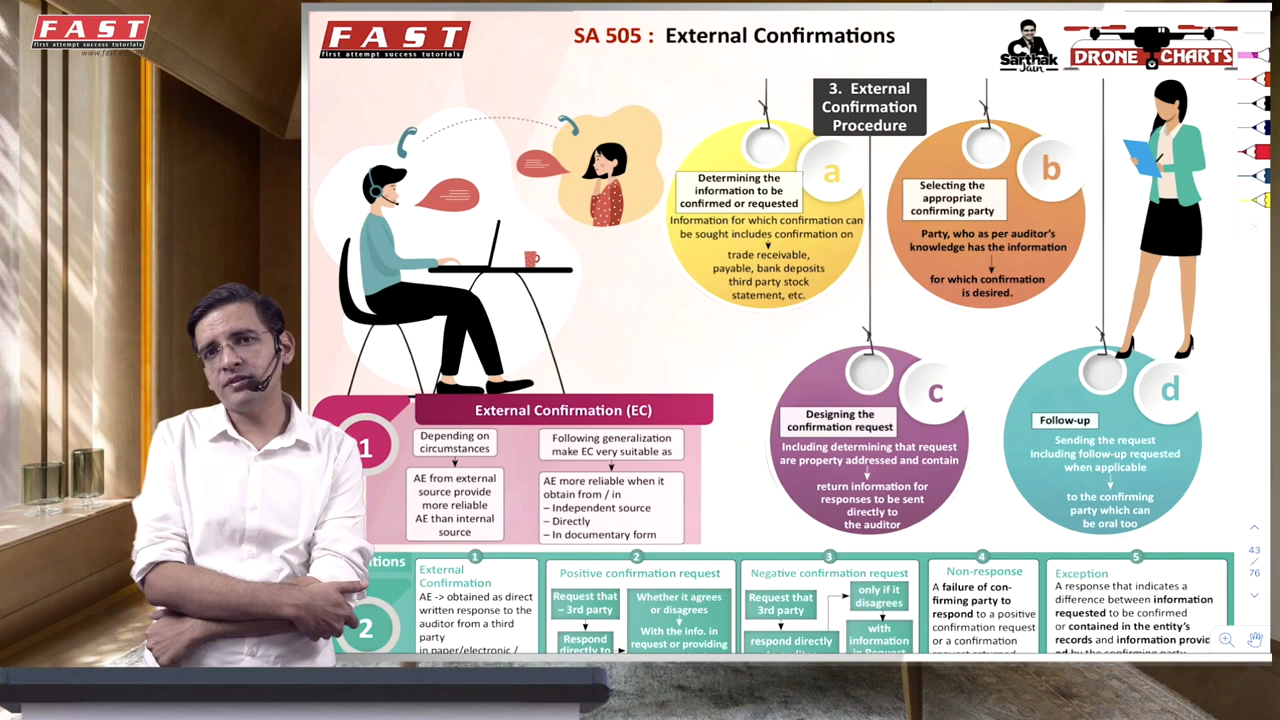 FAST
first attempt success tutorials
FAST
first attempt success tutorials
SA 505 : External Confirmations
CA
Sarthak
Jain
DRONE CHARTS
3. External
Confirmation
Procedure
a
Determining the
information to be
confirmed or requested
Information for which confirmation can
be sought includes confirmation on
trade receivable,
payable, bank deposits
third party stock
statement, etc.
b
Selecting the
appropriate
confirming party
Party, who as per auditor's
knowledge has the information
for which confirmation
is desired.
c
Designing the
confirmation request
Including determining that request
are property addressed and contain
return information for
responses to be sent
directly to
the auditor
d
Follow-up
Sending the request
including follow-up requested
when applicable
to the confirming
party which can
be oral too
1
External Confirmation (EC)
Depending on
circumstances
AE from external
source provide
more reliable
AE than internal
source
Following generalization
make EC very suitable as
AE more reliable when it
obtain from / in
– Independent source
– Directly
– In documentary form
2
1
External
Confirmation
AE -> obtained as direct
written response to the
auditor from a third
party
in paper/electronic /
2
Positive confirmation request
Request that
– 3rd party
Respond
directly to
Whether it agrees
or disagrees
With the info. in
request or providing
3
Negative confirmation request
Request that
3rd party
respond directly
only if it
disagrees
with
information
in Request
4
Non-response
A failure of con-
firming party to
respond to a positive
confirmation request
or a confirmation
5
Exception
A response that indicates a
difference between information
requested to be confirmed
or contained in the entity's
records and information provid
ed by the confirming party
43
/
76